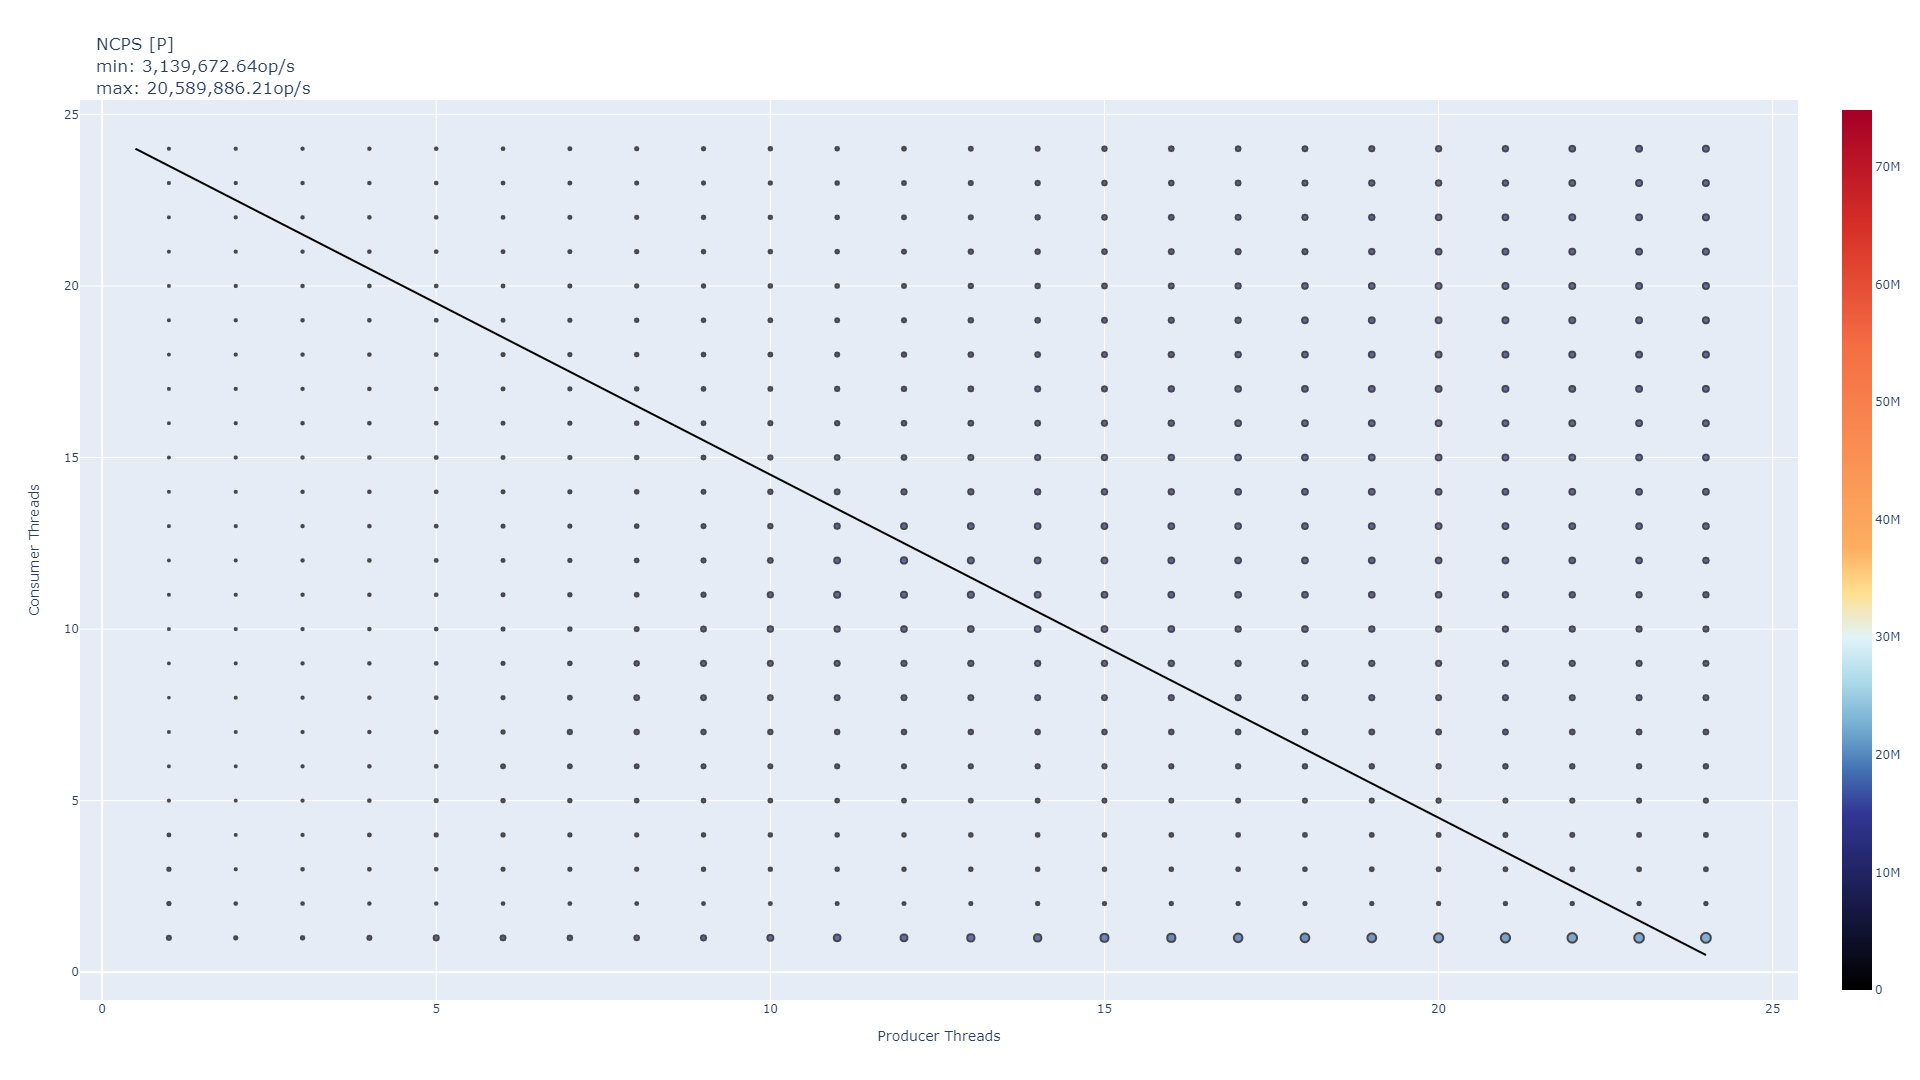 NCPS [P]
min: 3,139,672.64op/s
max: 20,589,886.21op/s
25
20
15
10
5
0
Consumer Threads
0
5
10
15
20
25
Producer Threads
70M
60M
50M
40M
30M
20M
10M
0